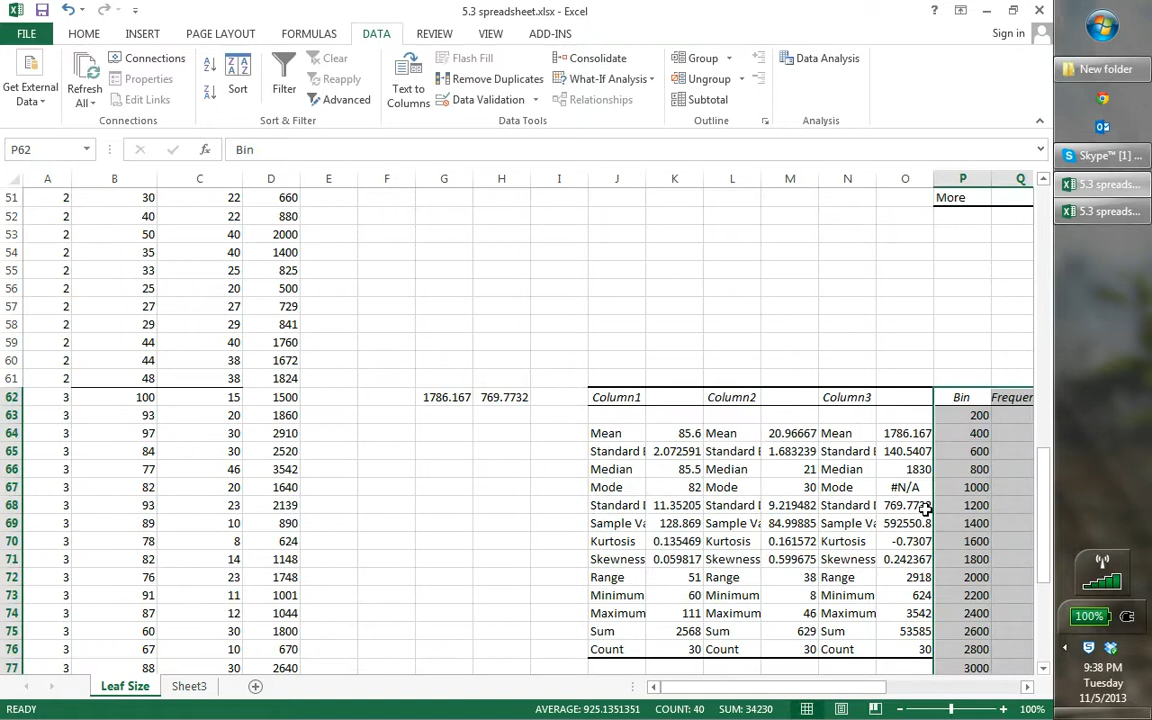 5.3 spreadsheet.xlsx - Excel
FILE HOME INSERT PAGE LAYOUT FORMULAS DATA REVIEW VIEW ADD-INS Sign in
Get External Data
Refresh All
Connections
Properties
Edit Links
Connections
Sort
Filter
Clear
Reapply
Advanced
Sort & Filter
Text to Columns
Flash Fill
Remove Duplicates
Data Validation
Consolidate
What-If Analysis
Relationships
Data Tools
Group
Ungroup
Subtotal
Outline
Data Analysis
Analysis
P62 fx Bin
A B C D E F G H I J K L M N O P Q
51 2 30 22 660 More
52 2 40 22 880
53 2 50 40 2000
54 2 35 40 1400
55 2 33 25 825
56 2 25 20 500
57 2 27 27 729
58 2 29 29 841
59 2 44 40 1760
60 2 44 38 1672
61 2 48 38 1824
62 3 100 15 1500 1786.167 769.7732 Column1 Column2 Column3 Bin Frequen
63 3 93 20 1860 200
64 3 97 30 2910 Mean 85.6 Mean 20.96667 Mean 1786.167 400
65 3 84 30 2520 Standard E 2.072591 Standard E 1.683239 Standard E 140.5407 600
66 3 77 46 3542 Median 85.5 Median 21 Median 1830 800
67 3 82 20 1640 Mode 82 Mode 30 Mode #N/A 1000
68 3 93 23 2139 Standard D 11.35205 Standard D 9.219482 Standard D 769.7732 1200
69 3 89 10 890 Sample Va 128.869 Sample Va 84.99885 Sample Va 592550.8 1400
70 3 78 8 624 Kurtosis 0.135469 Kurtosis 0.161572 Kurtosis -0.7307 1600
71 3 82 14 1148 Skewness 0.059817 Skewness 0.599675 Skewness 0.242367 1800
72 3 76 23 1748 Range 51 Range 38 Range 2918 2000
73 3 91 11 1001 Minimum 60 Minimum 8 Minimum 624 2200
74 3 87 12 1044 Maximum 111 Maximum 46 Maximum 3542 2400
75 3 60 30 1800 Sum 2568 Sum 629 Sum 53585 2600
76 3 67 10 670 Count 30 Count 30 Count 30 2800
77 3 88 30 2640 3000
Leaf Size Sheet3
READY AVERAGE: 925.1351351 COUNT: 40 SUM: 34230 100%
New folder
Skype™ [1] ...
5.3 spreads...
5.3 spreads...
100%
9:38 PM
Tuesday
11/5/2013